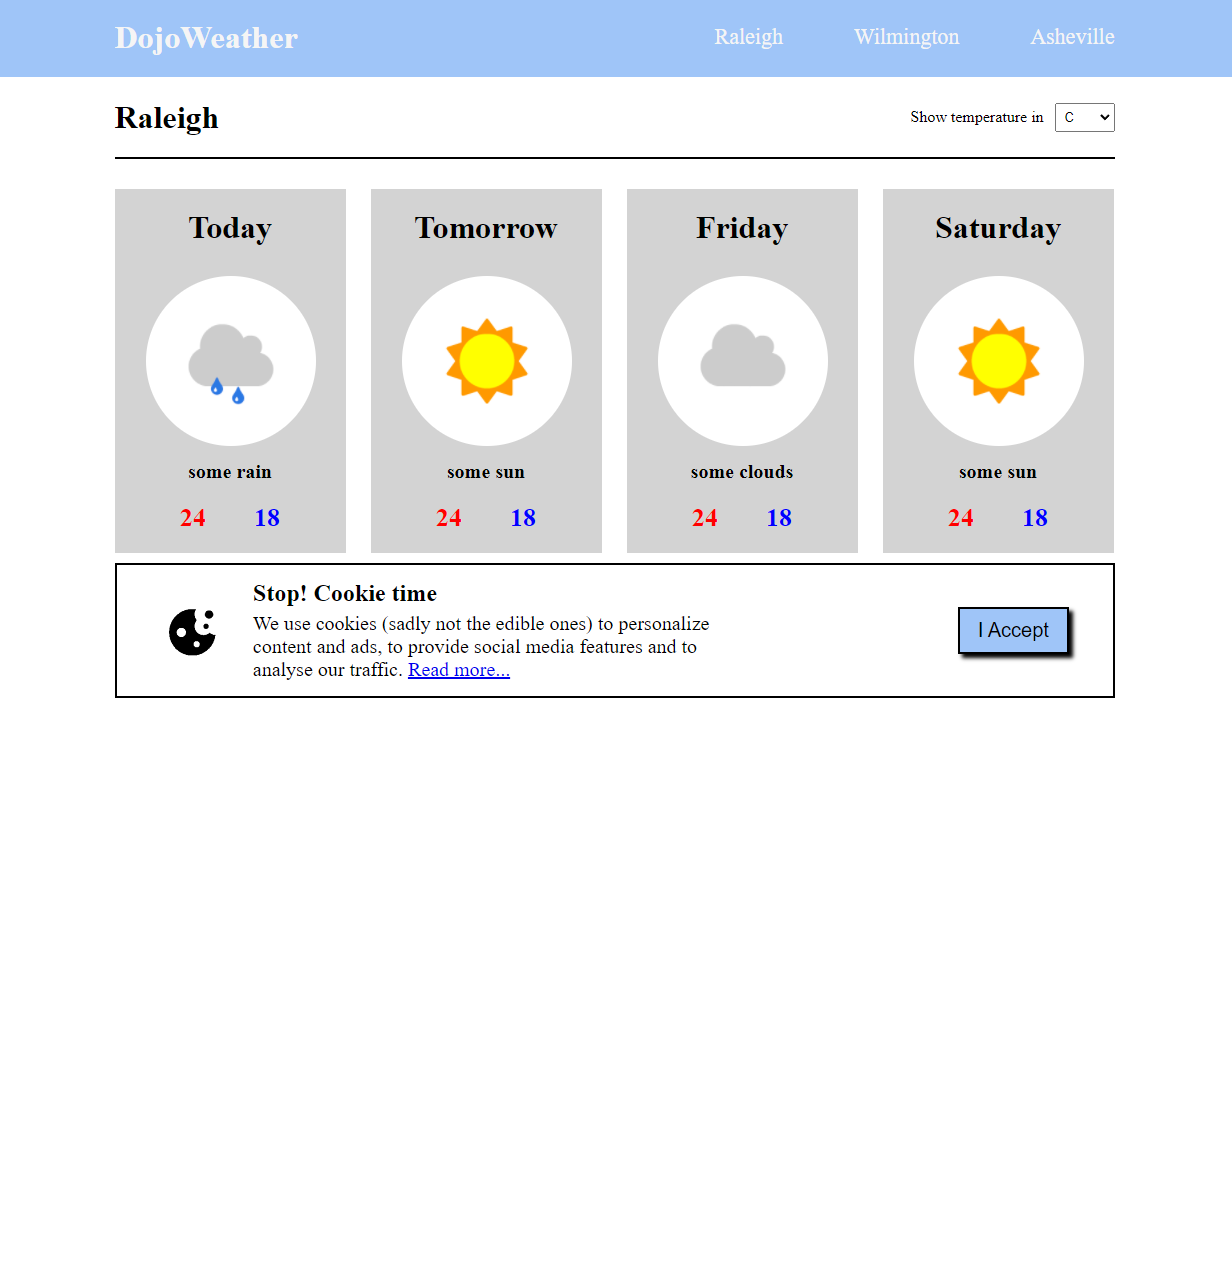 DojoWeather Raleigh Wilmington Asheville
Raleigh Show temperature in C
Today Tomorrow Friday Saturday
some rain some sun some clouds some sun
24 18 24 18 24 18 24 18
Stop! Cookie time
We use cookies (sadly not the edible ones) to personalize
content and ads, to provide social media features and to
analyse our traffic. Read more...
I Accept